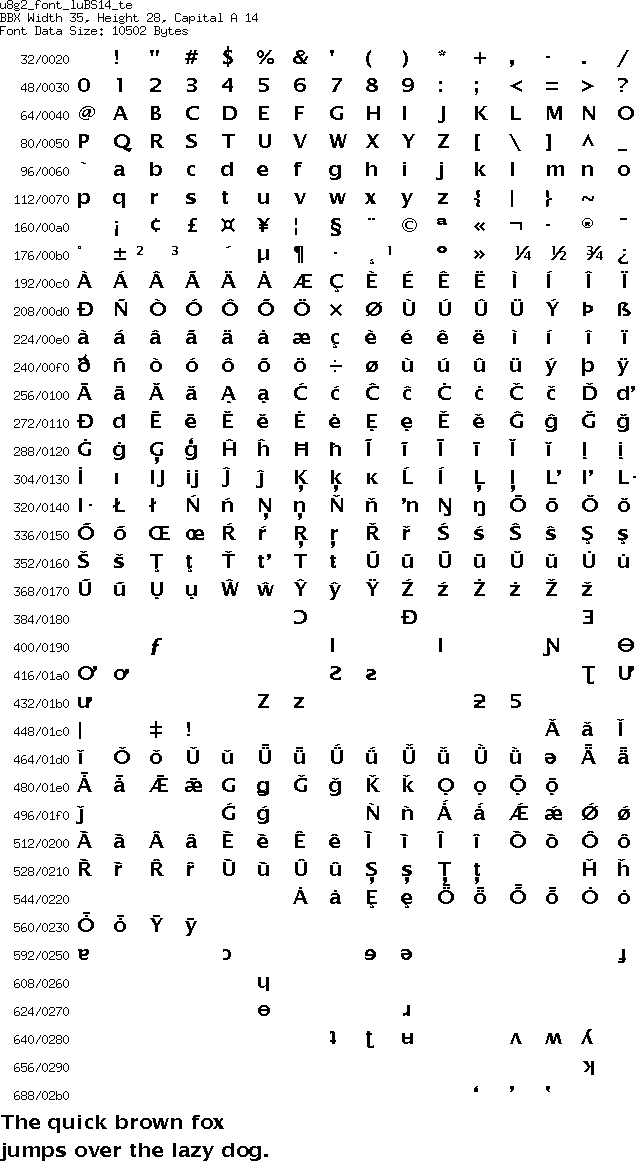 u8g2_font_luBS14_te
BBX Width 35, Height 28, Capital A 14
Font Data Size: 10502 Bytes
32/0020 ! " # $ % & ' ( ) * + , - . /
48/0030 0 1 2 3 4 5 6 7 8 9 : ; < = > ?
64/0040 @ A B C D E F G H I J K L M N O
80/0050 P Q R S T U V W X Y Z [ \ ] ^ _
96/0060 ` a b c d e f g h i j k l m n o
112/0070 p q r s t u v w x y z { | } ~
160/00a0 ¡ ¢ £ ¤ ¥ ¦ § ¨ © ª « ¬ - ® ¯
176/00b0 ° ± ² ³ ´ µ ¶ · ¸ ¹ º » ¼ ½ ¾ ¿
192/00c0 À Á Â Ã Ä Å Æ Ç È É Ê Ë Ì Í Î Ï
208/00d0 Ð Ñ Ò Ó Ô Õ Ö × Ø Ù Ú Û Ü Ý Þ ß
224/00e0 à á â ã ä å æ ç è é ê ë ì í î ï
240/00f0 ð ñ ò ó ô õ ö ÷ ø ù ú û ü ý þ ÿ
256/0100 Ā ā Ă ă Ą ą Ć ć Ĉ ĉ Ċ ċ Č č Ď ď
272/0110 Đ đ Ē ē Ĕ ĕ Ė ė Ę ę Ě ě Ĝ ĝ Ğ ğ
288/0120 Ġ ġ Ģ ģ Ĥ ĥ Ħ ħ Ĩ ĩ Ī ī Ĭ ĭ Į į
304/0130 İ ı Ĳ ĳ Ĵ ĵ Ķ ķ ĸ Ĺ ĺ Ļ ļ Ľ ľ Ŀ
320/0140 ŀ Ł ł Ń ń Ņ ņ Ň ň ŉ Ŋ ŋ Ō ō Ŏ ŏ
336/0150 Ő ő Œ œ Ŕ ŕ Ŗ ŗ Ř ř Ś ś Ŝ ŝ Ş ş
352/0160 Š š Ţ ţ Ť ť Ŧ ŧ Ũ ũ Ū ū Ŭ ŭ Ů ů
368/0170 Ű ű Ų ų Ŵ ŵ Ŷ ŷ Ÿ Ź ź Ż ż Ž ž
384/0180 Ɔ Ɖ Ǝ
400/0190 ƒ Ɩ Ɲ Ɵ
416/01a0 Ơ ơ Ƨ ƨ Ʈ Ư
432/01b0 ư Ƶ ƶ ƻ Ƽ
448/01c0 ǀ ǂ ǃ Ǎ ǎ Ǐ
464/01d0 ǐ Ǒ ǒ Ǔ ǔ Ǖ ǖ Ǘ ǘ Ǚ ǚ Ǜ ǜ ǝ Ǟ ǟ
480/01e0 Ǡ ǡ Ǣ ǣ Ǥ ǥ Ǧ ǧ Ǩ ǩ Ǫ ǫ Ǭ ǭ
496/01f0 ǰ Ǵ ǵ Ǹ ǹ Ǻ ǻ Ǽ ǽ Ǿ ǿ
512/0200 Ȁ ȁ Ȃ ȃ Ȅ ȅ Ȇ ȇ Ȉ ȉ Ȋ ȋ Ȍ ȍ Ȏ ȏ
528/0210 Ȑ ȑ Ȓ ȓ Ȕ ȕ Ȗ ȗ Ș ș Ț ț Ȟ ȟ
544/0220 Ȧ ȧ Ȩ ȩ Ȫ ȫ Ȭ ȭ Ȯ ȯ
560/0230 Ȱ ȱ Ȳ ȳ
592/0250 ɐ ɔ ɘ ə ɟ
608/0260 ɥ
624/0270 ɵ ɹ
640/0280 ʇ ʈ ʌ ʍ ʎ
656/0290 ʞ
688/02b0 ʻ ʼ ʽ
The quick brown fox
jumps over the lazy dog.